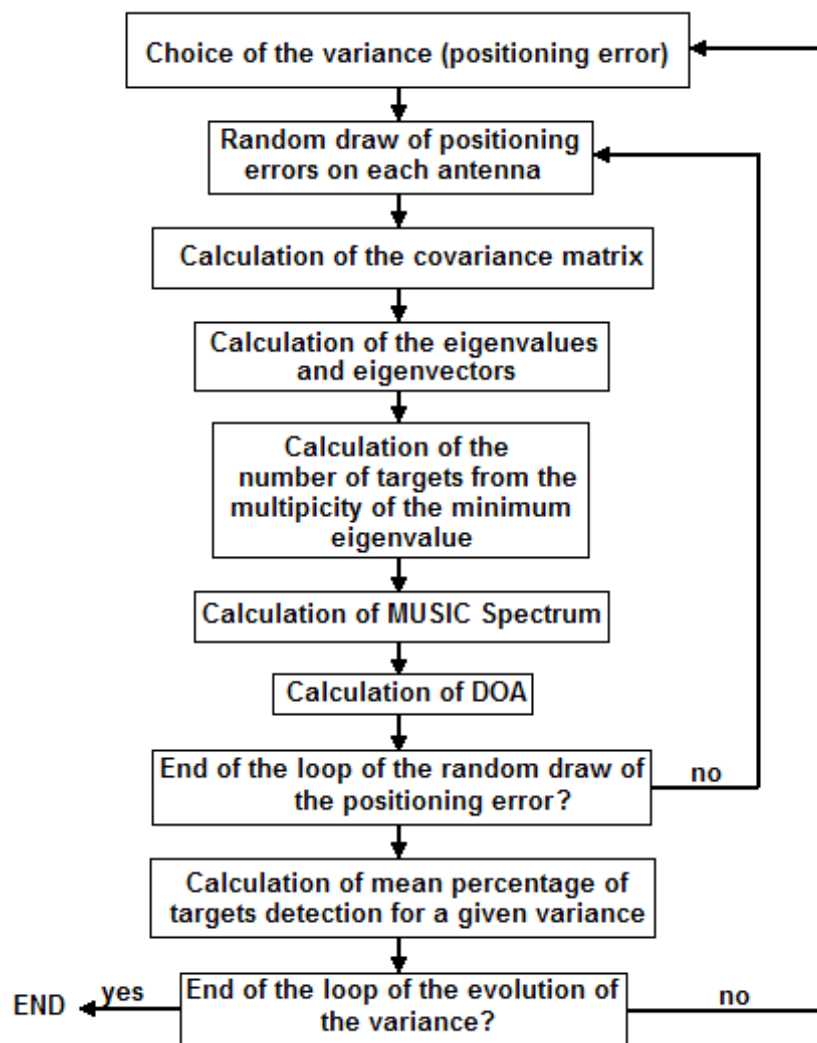 Choice of the variance (positioning error)
Random draw of positioning
errors on each antenna
Calculation of the covariance matrix
Calculation of the eigenvalues
and eigenvectors
Calculation of the
number of targets from the
multipicity of the minimum
eigenvalue
Calculation of MUSIC Spectrum
Calculation of DOA
End of the loop of the random draw of
the positioning error?
no
Calculation of mean percentage of
targets detection for a given variance
END
yes
End of the loop of the evolution of
the variance?
no